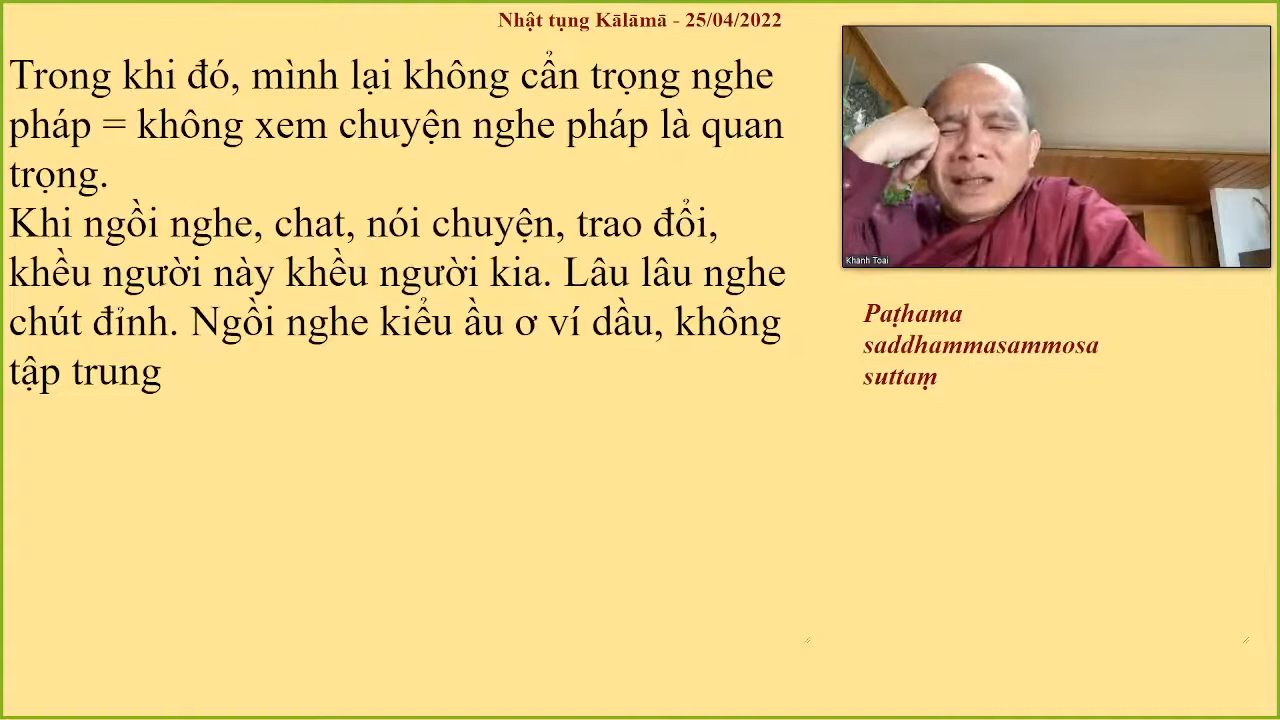 Nhật tụng Kālāmā - 25/04/2022
Trong khi đó, mình lại không cẩn trọng nghe
pháp = không xem chuyện nghe pháp là quan
trọng.
Khi ngồi nghe, chat, nói chuyện, trao đổi,
khều người này khều người kia. Lâu lâu nghe
chút đỉnh. Ngồi nghe kiểu ầu ơ ví dầu, không
tập trung
Khanh Toai
Paṭhama
saddhammasammosa
suttaṃ